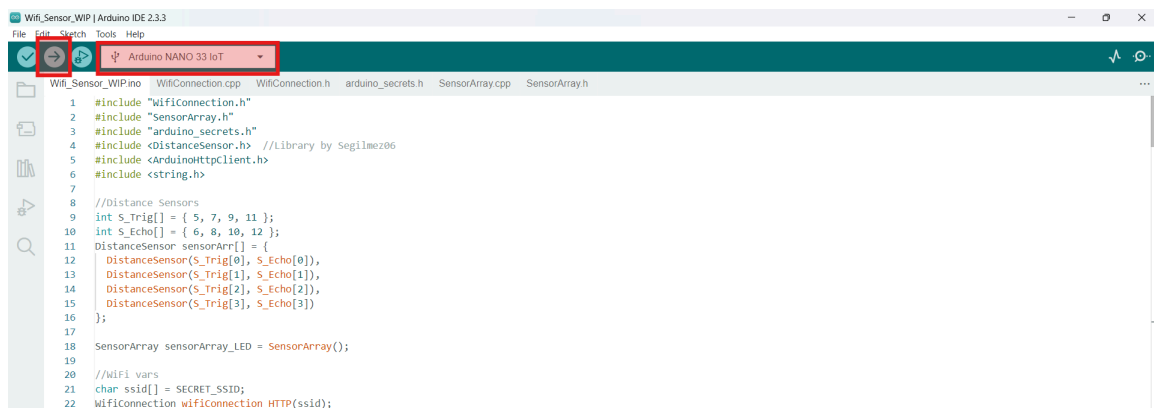 Wifi_Sensor_WIP | Arduino IDE 2.3.3
File Edit Sketch Tools Help
Arduino NANO 33 IoT
Wifi_Sensor_WIP.ino WifiConnection.cpp WifiConnection.h arduino_secrets.h SensorArray.cpp SensorArray.h
1 #include "WifiConnection.h"
2 #include "SensorArray.h"
3 #include "arduino_secrets.h"
4 #include <DistanceSensor.h> //Library by Segilmez06
5 #include <ArduinoHttpClient.h>
6 #include <string.h>
7
8 //Distance Sensors
9 int S_Trig[] = { 5, 7, 9, 11 };
10 int S_Echo[] = { 6, 8, 10, 12 };
11 DistanceSensor sensorArr[] = {
12 DistanceSensor(S_Trig[0], S_Echo[0]),
13 DistanceSensor(S_Trig[1], S_Echo[1]),
14 DistanceSensor(S_Trig[2], S_Echo[2]),
15 DistanceSensor(S_Trig[3], S_Echo[3])
16 };
17
18 SensorArray sensorArray_LED = SensorArray();
19
20 //WiFi vars
21 char ssid[] = SECRET_SSID;
22 WifiConnection wifiConnection_HTTP(ssid);